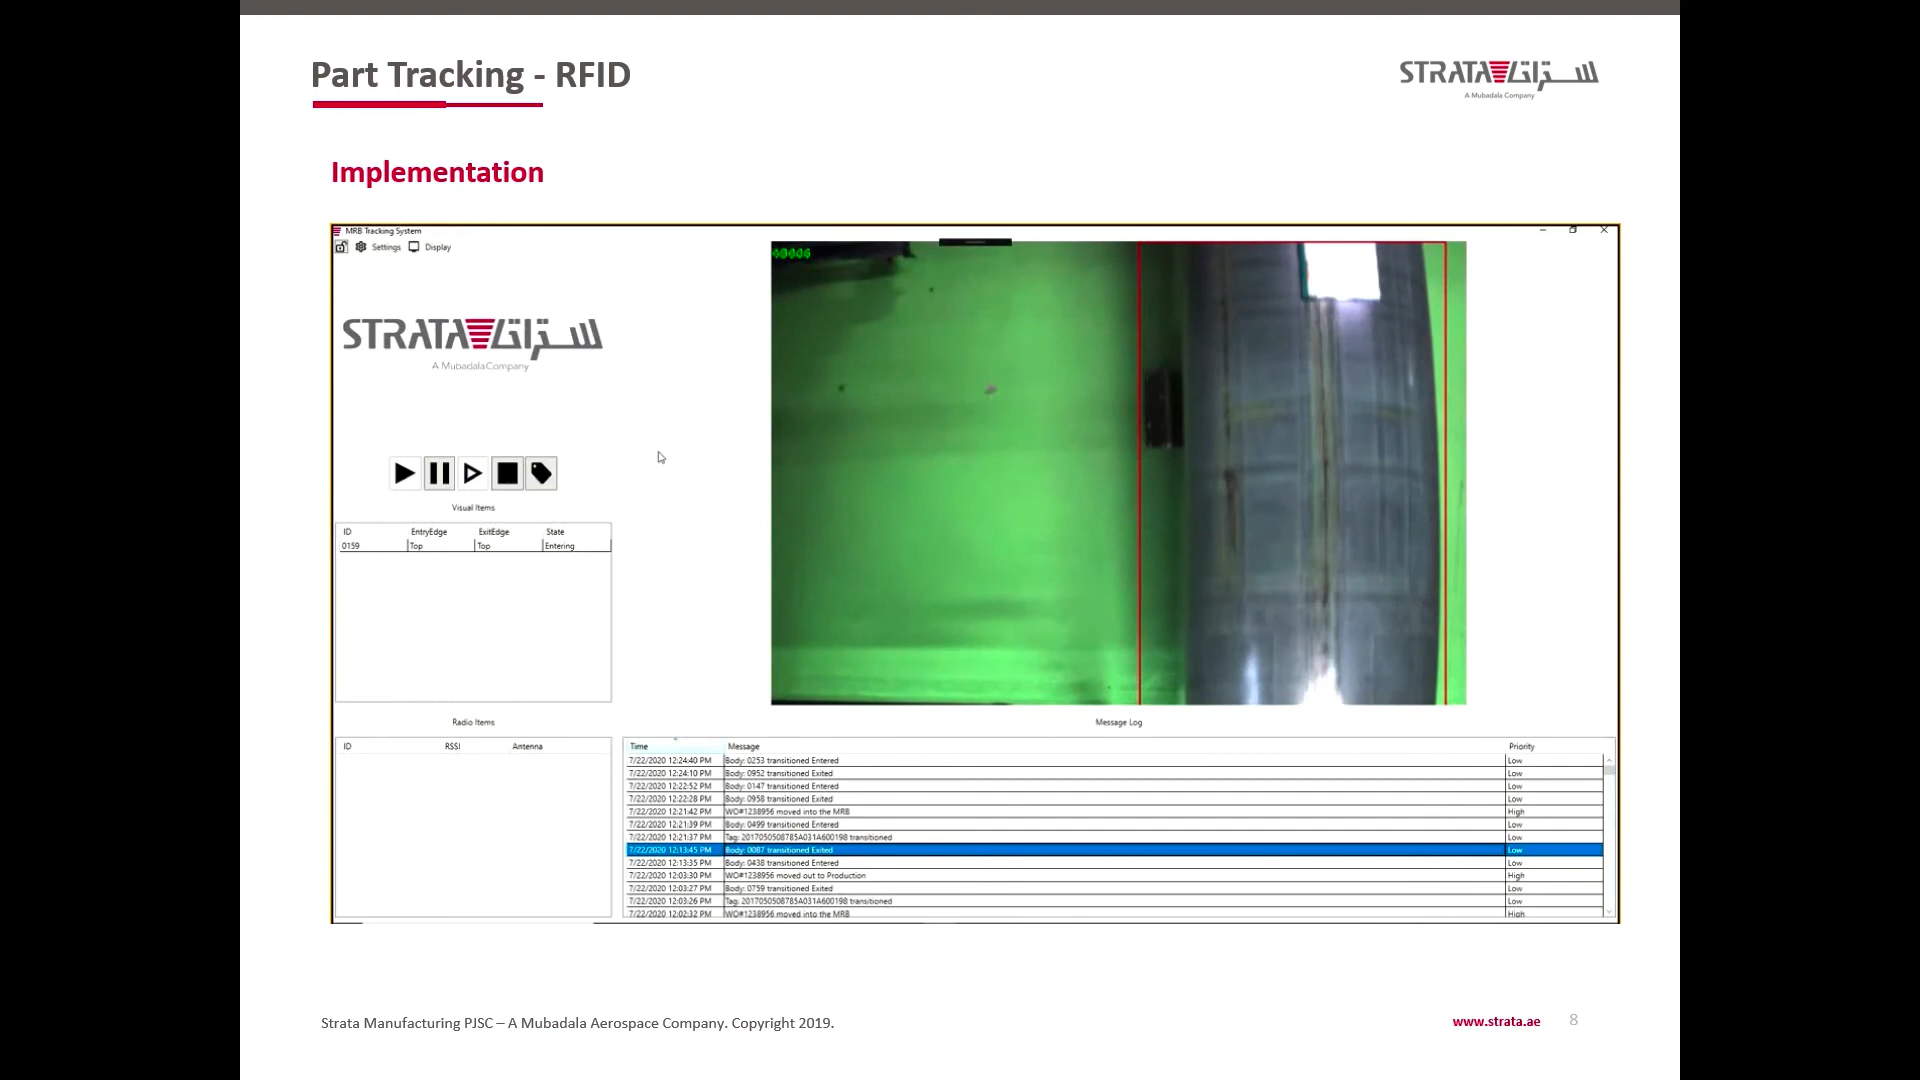 Part Tracking - RFID
STRATA ستراتا
A Mubadala Company
Implementation
MRB Tracking System
Settings Display
STRATA ستراتا
A Mubadala Company
Visual Items
ID EntryEdge ExitEdge State
0159 Top Top Entering
Radio Items
ID RSSI Antenna
Message Log
Time Message Priority
7/22/2020 12:24:40 PM Body: 0253 transitioned Entered Low
7/22/2020 12:24:10 PM Body: 0952 transitioned Exited Low
7/22/2020 12:22:52 PM Body: 0147 transitioned Entered Low
7/22/2020 12:22:28 PM Body: 0958 transitioned Exited Low
7/22/2020 12:21:42 PM WO#1238956 moved into the MRB High
7/22/2020 12:21:39 PM Body: 0499 transitioned Entered Low
7/22/2020 12:21:37 PM Tag: 2017050508785A031A600198 transitioned Low
7/22/2020 12:13:45 PM Body: 0087 transitioned Exited Low
7/22/2020 12:13:35 PM Body: 0438 transitioned Entered Low
7/22/2020 12:03:30 PM WO#1238956 moved out to Production High
7/22/2020 12:03:27 PM Body: 0759 transitioned Exited Low
7/22/2020 12:03:26 PM Tag: 2017050508785A031A600198 transitioned Low
7/22/2020 12:02:32 PM WO#1238956 moved into the MRB High
Strata Manufacturing PJSC – A Mubadala Aerospace Company. Copyright 2019.
www.strata.ae 8